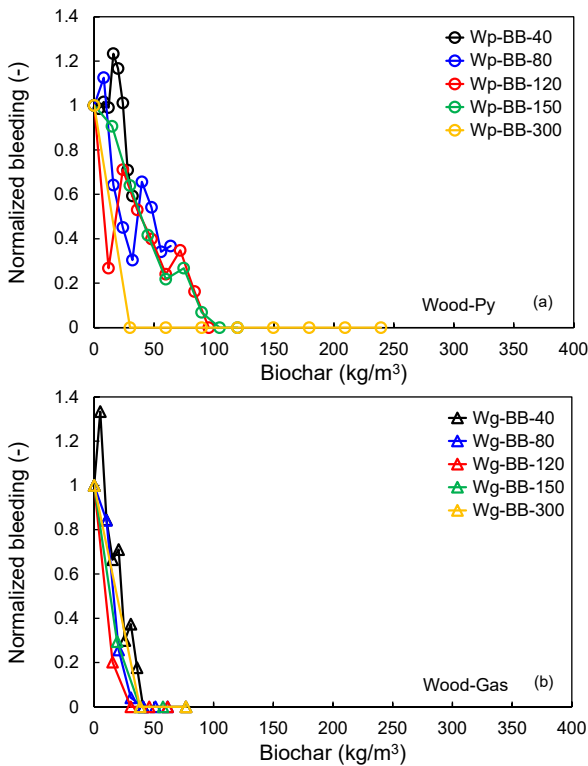 1.4
1.2
1
0.8
0.6
0.4
0.2
0
Normalized bleeding (-)
Wp-BB-40
Wp-BB-80
Wp-BB-120
Wp-BB-150
Wp-BB-300
Wood-Py (a)
0 50 100 150 200 250 300 350 400
Biochar (kg/m³)
1.4
1.2
1
0.8
0.6
0.4
0.2
0
Normalized bleeding (-)
Wg-BB-40
Wg-BB-80
Wg-BB-120
Wg-BB-150
Wg-BB-300
Wood-Gas (b)
0 50 100 150 200 250 300 350 400
Biochar (kg/m³)